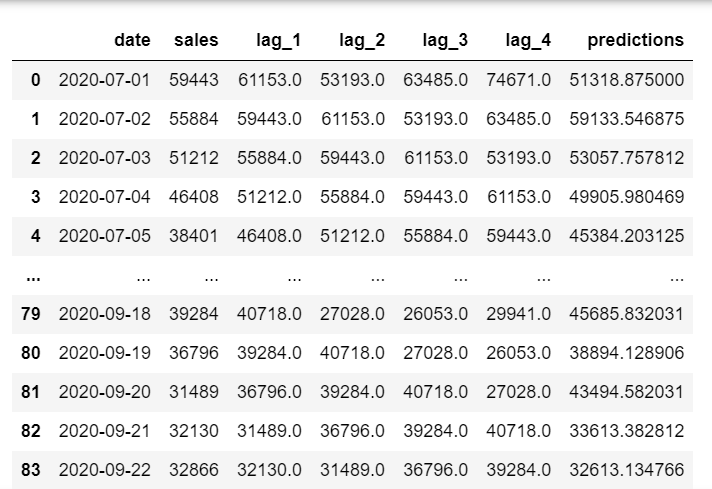 date sales lag_1 lag_2 lag_3 lag_4 predictions
0 2020-07-01 59443 61153.0 53193.0 63485.0 74671.0 51318.875000
1 2020-07-02 55884 59443.0 61153.0 53193.0 63485.0 59133.546875
2 2020-07-03 51212 55884.0 59443.0 61153.0 53193.0 53057.757812
3 2020-07-04 46408 51212.0 55884.0 59443.0 61153.0 49905.980469
4 2020-07-05 38401 46408.0 51212.0 55884.0 59443.0 45384.203125
... ... ... ... ... ... ... ...
79 2020-09-18 39284 40718.0 27028.0 26053.0 29941.0 45685.832031
80 2020-09-19 36796 39284.0 40718.0 27028.0 26053.0 38894.128906
81 2020-09-20 31489 36796.0 39284.0 40718.0 27028.0 43494.582031
82 2020-09-21 32130 31489.0 36796.0 39284.0 40718.0 33613.382812
83 2020-09-22 32866 32130.0 31489.0 36796.0 39284.0 32613.134766